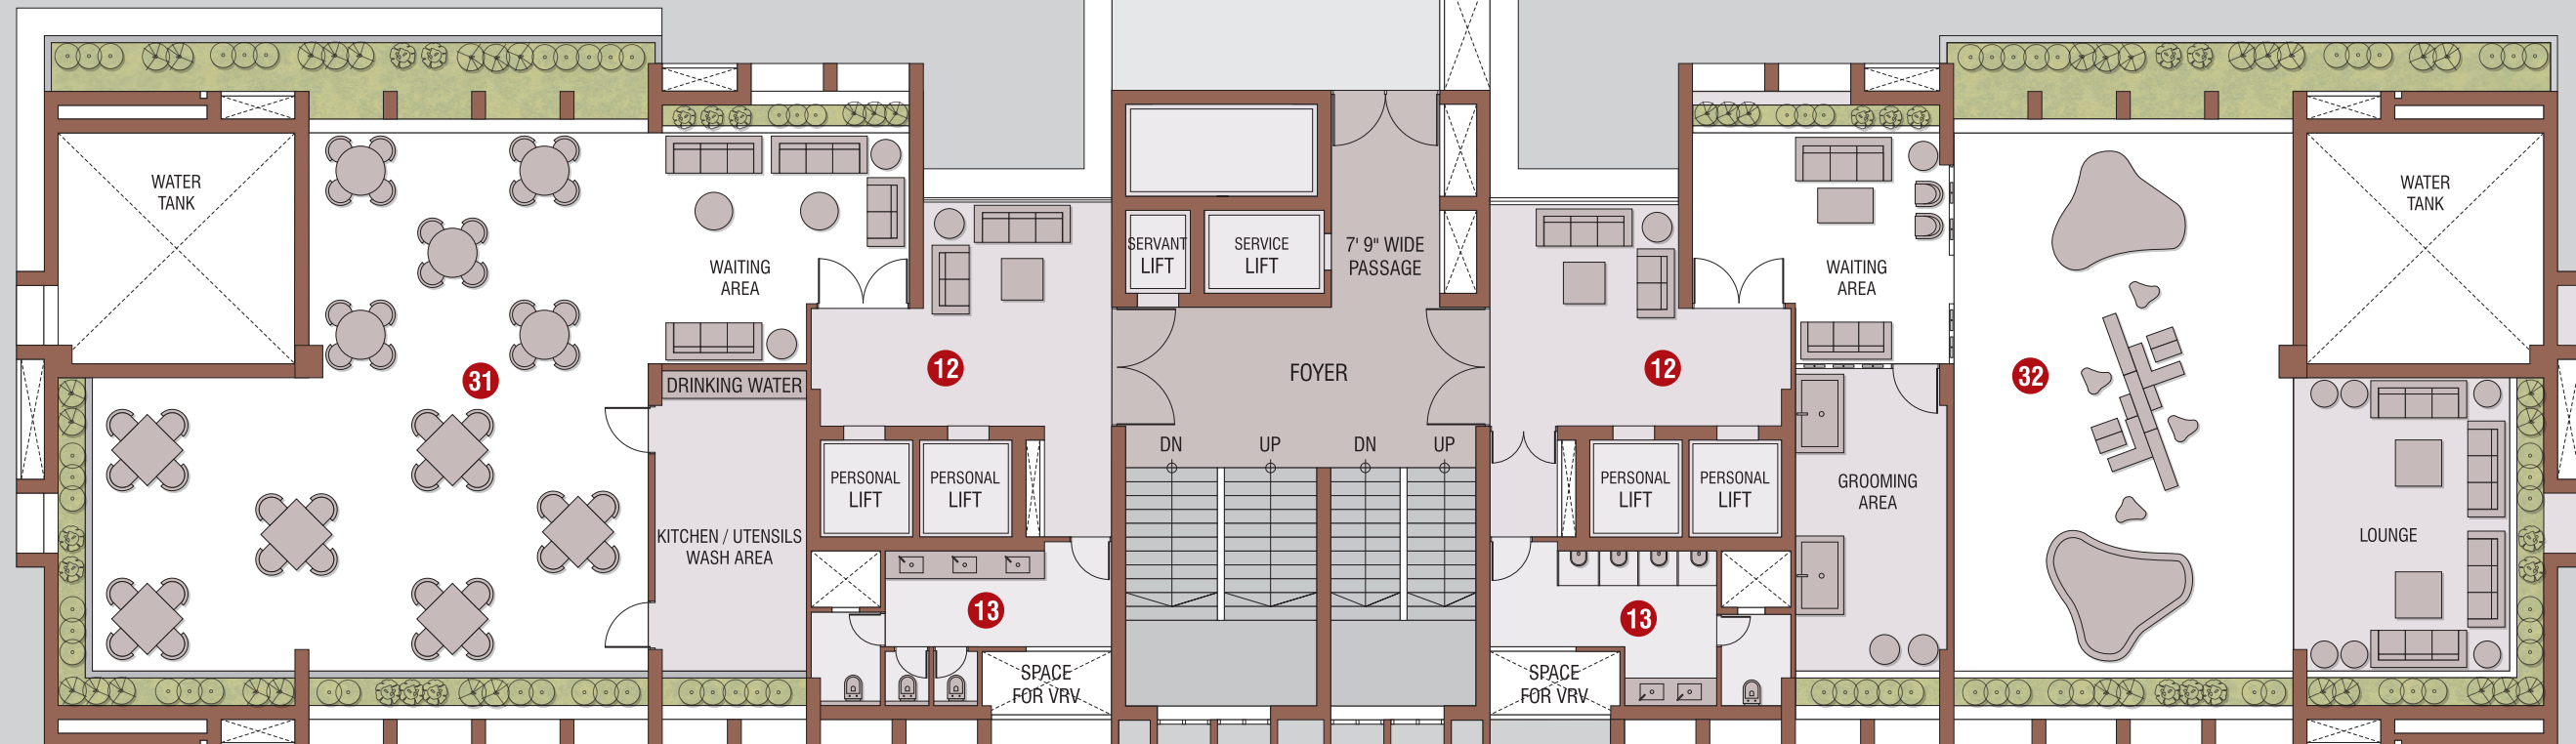 WATER
TANK
31
WAITING
AREA
DRINKING WATER
KITCHEN / UTENSILS
WASH AREA
12
PERSONAL
LIFT
PERSONAL
LIFT
13
SPACE
FOR VRV
SERVANT
LIFT
SERVICE
LIFT
7' 9" WIDE
PASSAGE
FOYER
DN
UP
DN
UP
12
PERSONAL
LIFT
PERSONAL
LIFT
13
SPACE
FOR VRV
WAITING
AREA
GROOMING
AREA
32
WATER
TANK
LOUNGE